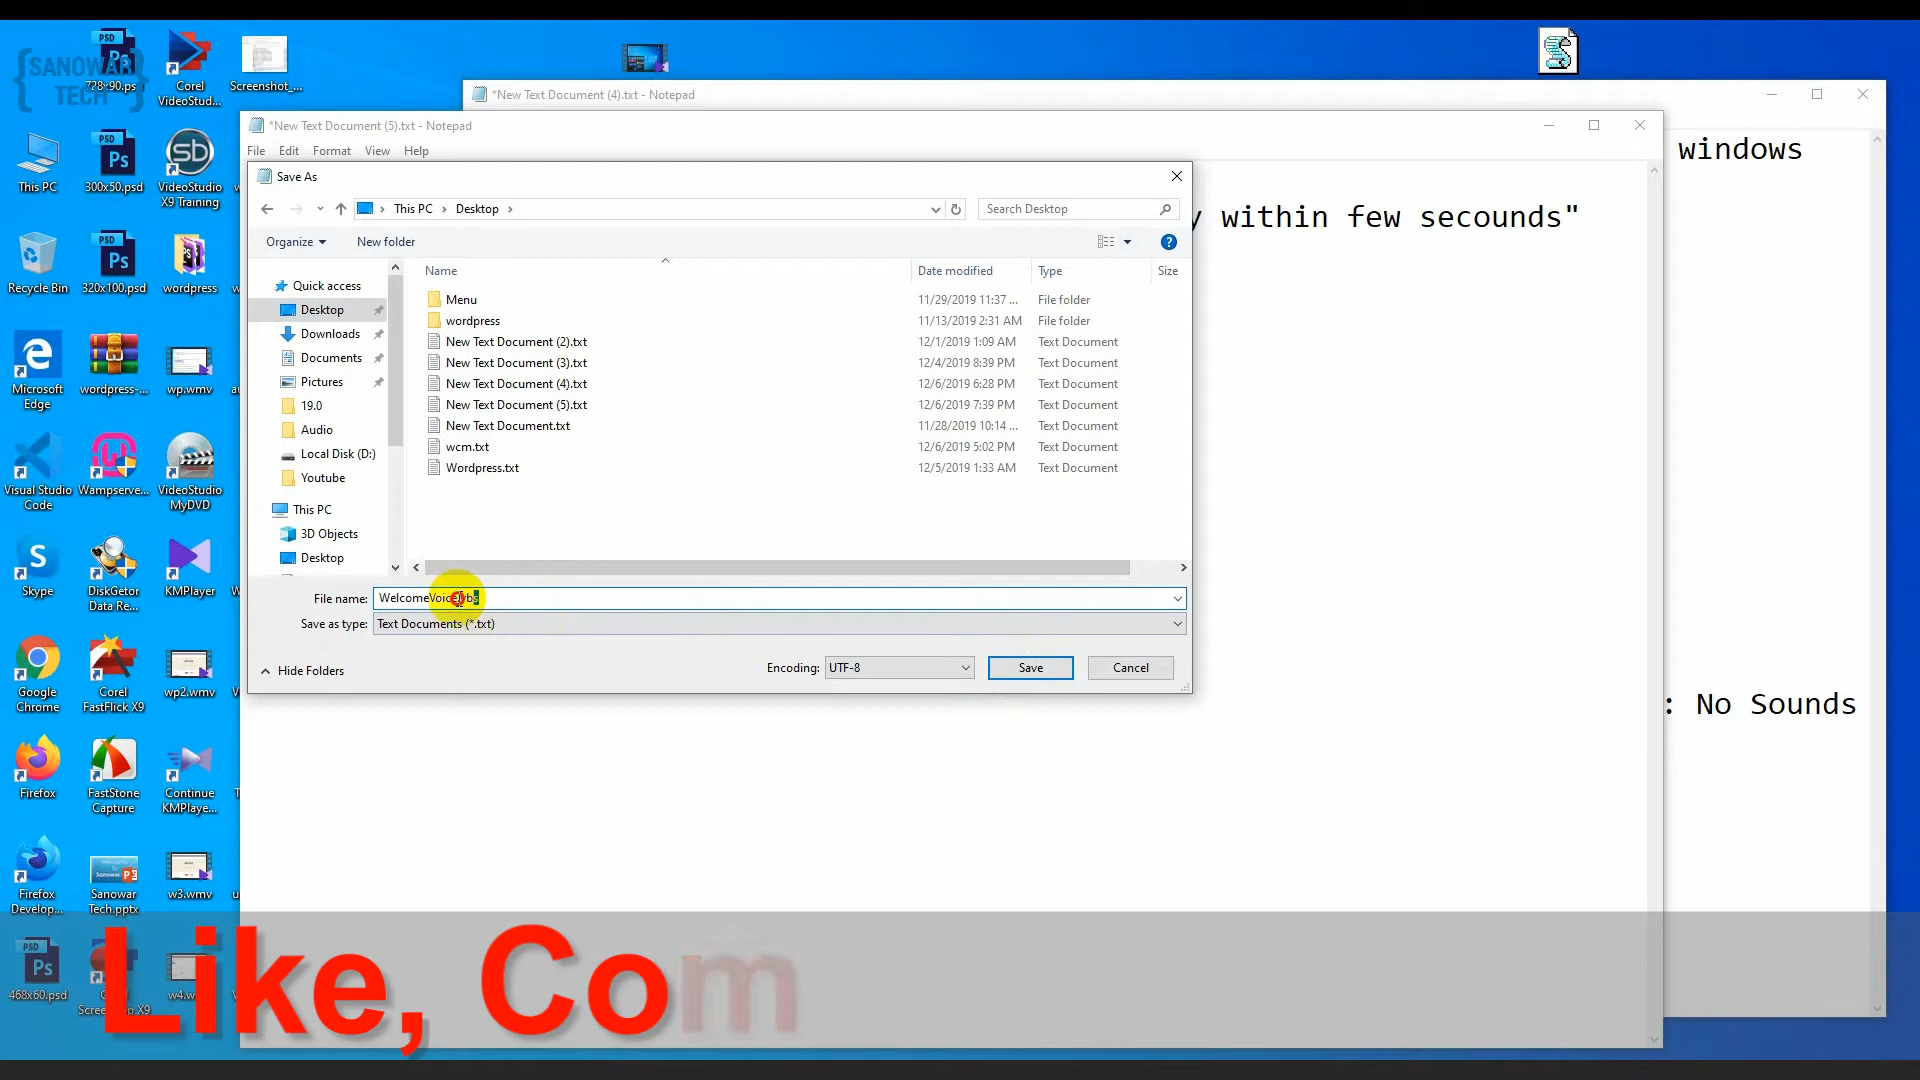 {SANOWAR
TECH}
728x90.ps
Corel
VideoStud...
Screenshot_...
This PC
300x50.psd
VideoStudio
X9 Training
Recycle Bin
320x100.psd
wordpress
Microsoft
Edge
wordpress-...
wp.wmv
Visual Studio
Code
Wampserve...
VideoStudio
MyDVD
Skype
DiskGetor
Data Re...
KMPlayer
Google
Chrome
Corel
FastFlick X9
wp2.wmv
Firefox
FastStone
Capture
Continue
KMPlaye...
Firefox
Develop...
Sanowar
Tech.pptx
w3.wmv
468x60.psd
*New Text Document (4).txt - Notepad
windows
y within few secounds"
: No Sounds
*New Text Document (5).txt - Notepad
File Edit Format View Help
Save As
This PC > Desktop >
Search Desktop
Organize
New folder
Name Date modified Type Size
Quick access
Desktop
Downloads
Documents
Pictures
19.0
Audio
Local Disk (D:)
Youtube
This PC
3D Objects
Desktop
Menu 11/29/2019 11:37 ... File folder
wordpress 11/13/2019 2:31 AM File folder
New Text Document (2).txt 12/1/2019 1:09 AM Text Document
New Text Document (3).txt 12/4/2019 8:39 PM Text Document
New Text Document (4).txt 12/6/2019 6:28 PM Text Document
New Text Document (5).txt 12/6/2019 7:39 PM Text Document
New Text Document.txt 11/28/2019 10:14 ... Text Document
wcm.txt 12/6/2019 5:02 PM Text Document
Wordpress.txt 12/5/2019 1:33 AM Text Document
File name: WelcomeVoice.vbs
Save as type: Text Documents (*.txt)
Hide Folders
Encoding: UTF-8
Save
Cancel
Like, Com